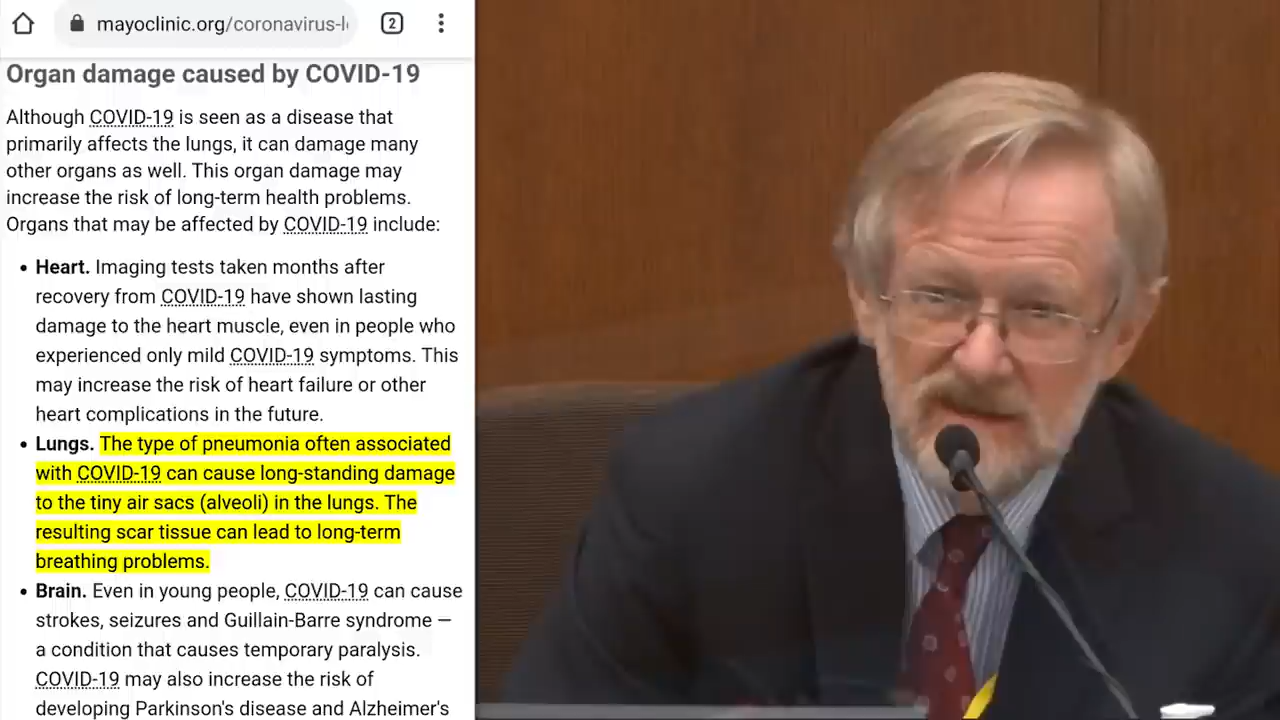 mayoclinic.org/coronavirus-l
2
Organ damage caused by COVID-19
Although COVID-19 is seen as a disease that
primarily affects the lungs, it can damage many
other organs as well. This organ damage may
increase the risk of long-term health problems.
Organs that may be affected by COVID-19 include:
• Heart. Imaging tests taken months after
recovery from COVID-19 have shown lasting
damage to the heart muscle, even in people who
experienced only mild COVID-19 symptoms. This
may increase the risk of heart failure or other
heart complications in the future.
• Lungs. The type of pneumonia often associated
with COVID-19 can cause long-standing damage
to the tiny air sacs (alveoli) in the lungs. The
resulting scar tissue can lead to long-term
breathing problems.
• Brain. Even in young people, COVID-19 can cause
strokes, seizures and Guillain-Barre syndrome —
a condition that causes temporary paralysis.
COVID-19 may also increase the risk of
developing Parkinson's disease and Alzheimer's